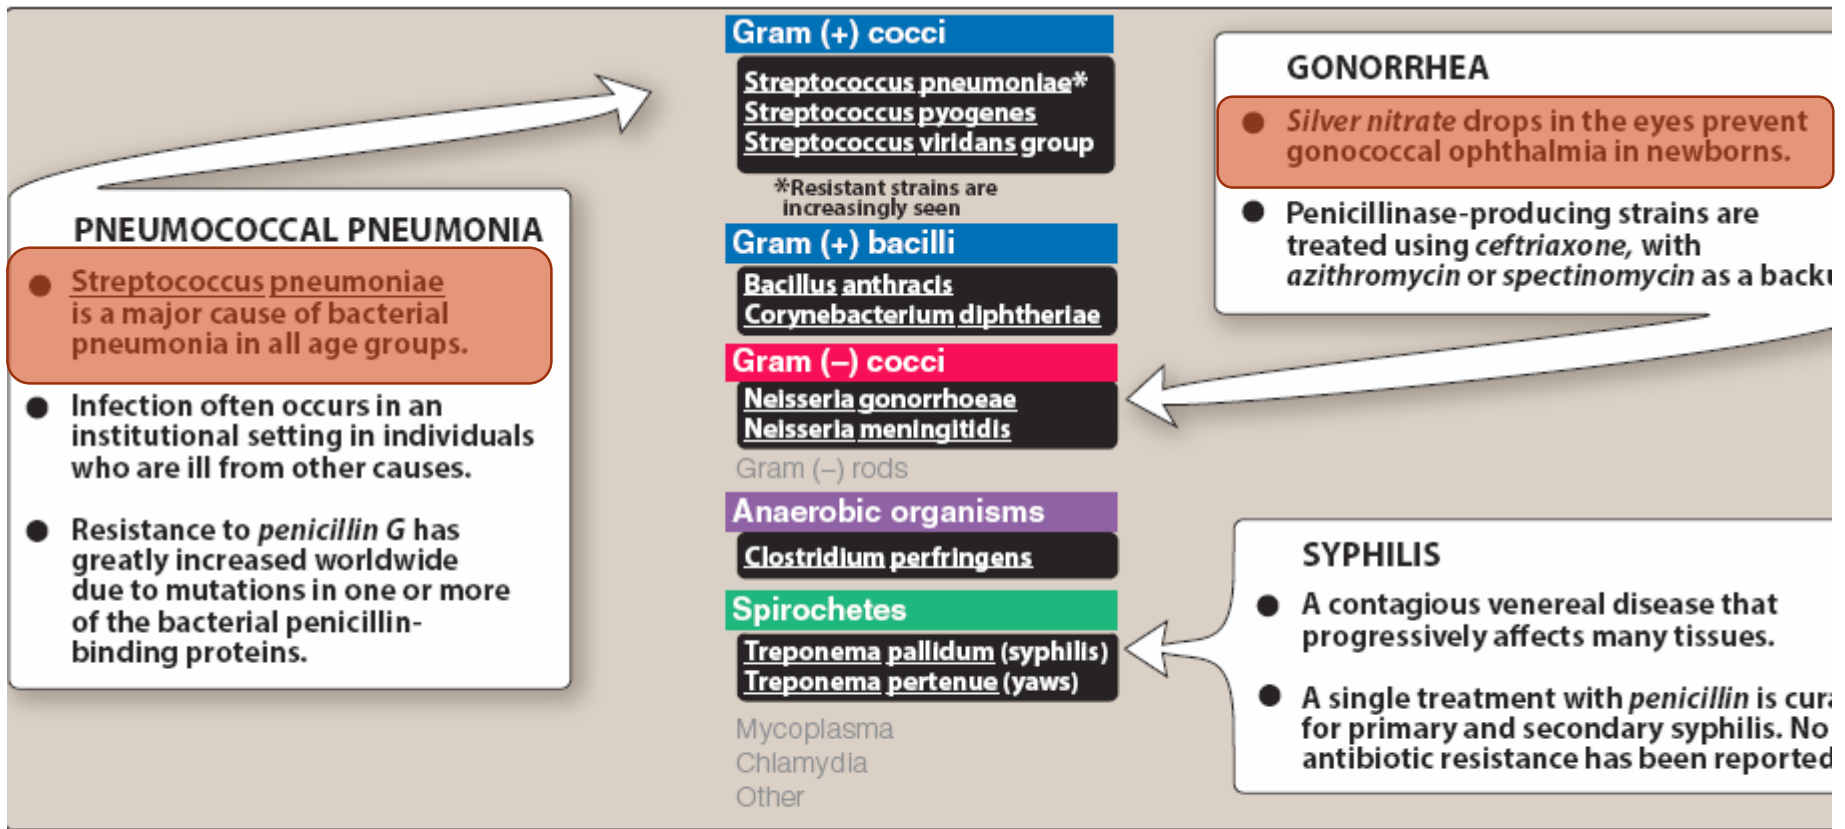 PNEUMOCOCCAL PNEUMONIA
● Streptococcus pneumoniae
is a major cause of bacterial
pneumonia in all age groups.
● Infection often occurs in an
institutional setting in individuals
who are ill from other causes.
● Resistance to penicillin G has
greatly increased worldwide
due to mutations in one or more
of the bacterial penicillin-
binding proteins.
Gram (+) cocci
Streptococcus pneumoniae*
Streptococcus pyogenes
Streptococcus viridans group
*Resistant strains are
increasingly seen
Gram (+) bacilli
Bacillus anthracis
Corynebacterium diphtheriae
Gram (–) cocci
Neisseria gonorrhoeae
Neisseria meningitidis
Gram (–) rods
Anaerobic organisms
Clostridium perfringens
Spirochetes
Treponema pallidum (syphilis)
Treponema pertenue (yaws)
Mycoplasma
Chlamydia
Other
GONORRHEA
● Silver nitrate drops in the eyes prevent
gonococcal ophthalmia in newborns.
● Penicillinase-producing strains are
treated using ceftriaxone, with
azithromycin or spectinomycin as a
SYPHILIS
● A contagious venereal disease that
progressively affects many tissues.
● A single treatment with penicillin is
for primary and secondary syphilis. No
antibiotic resistance has been reported